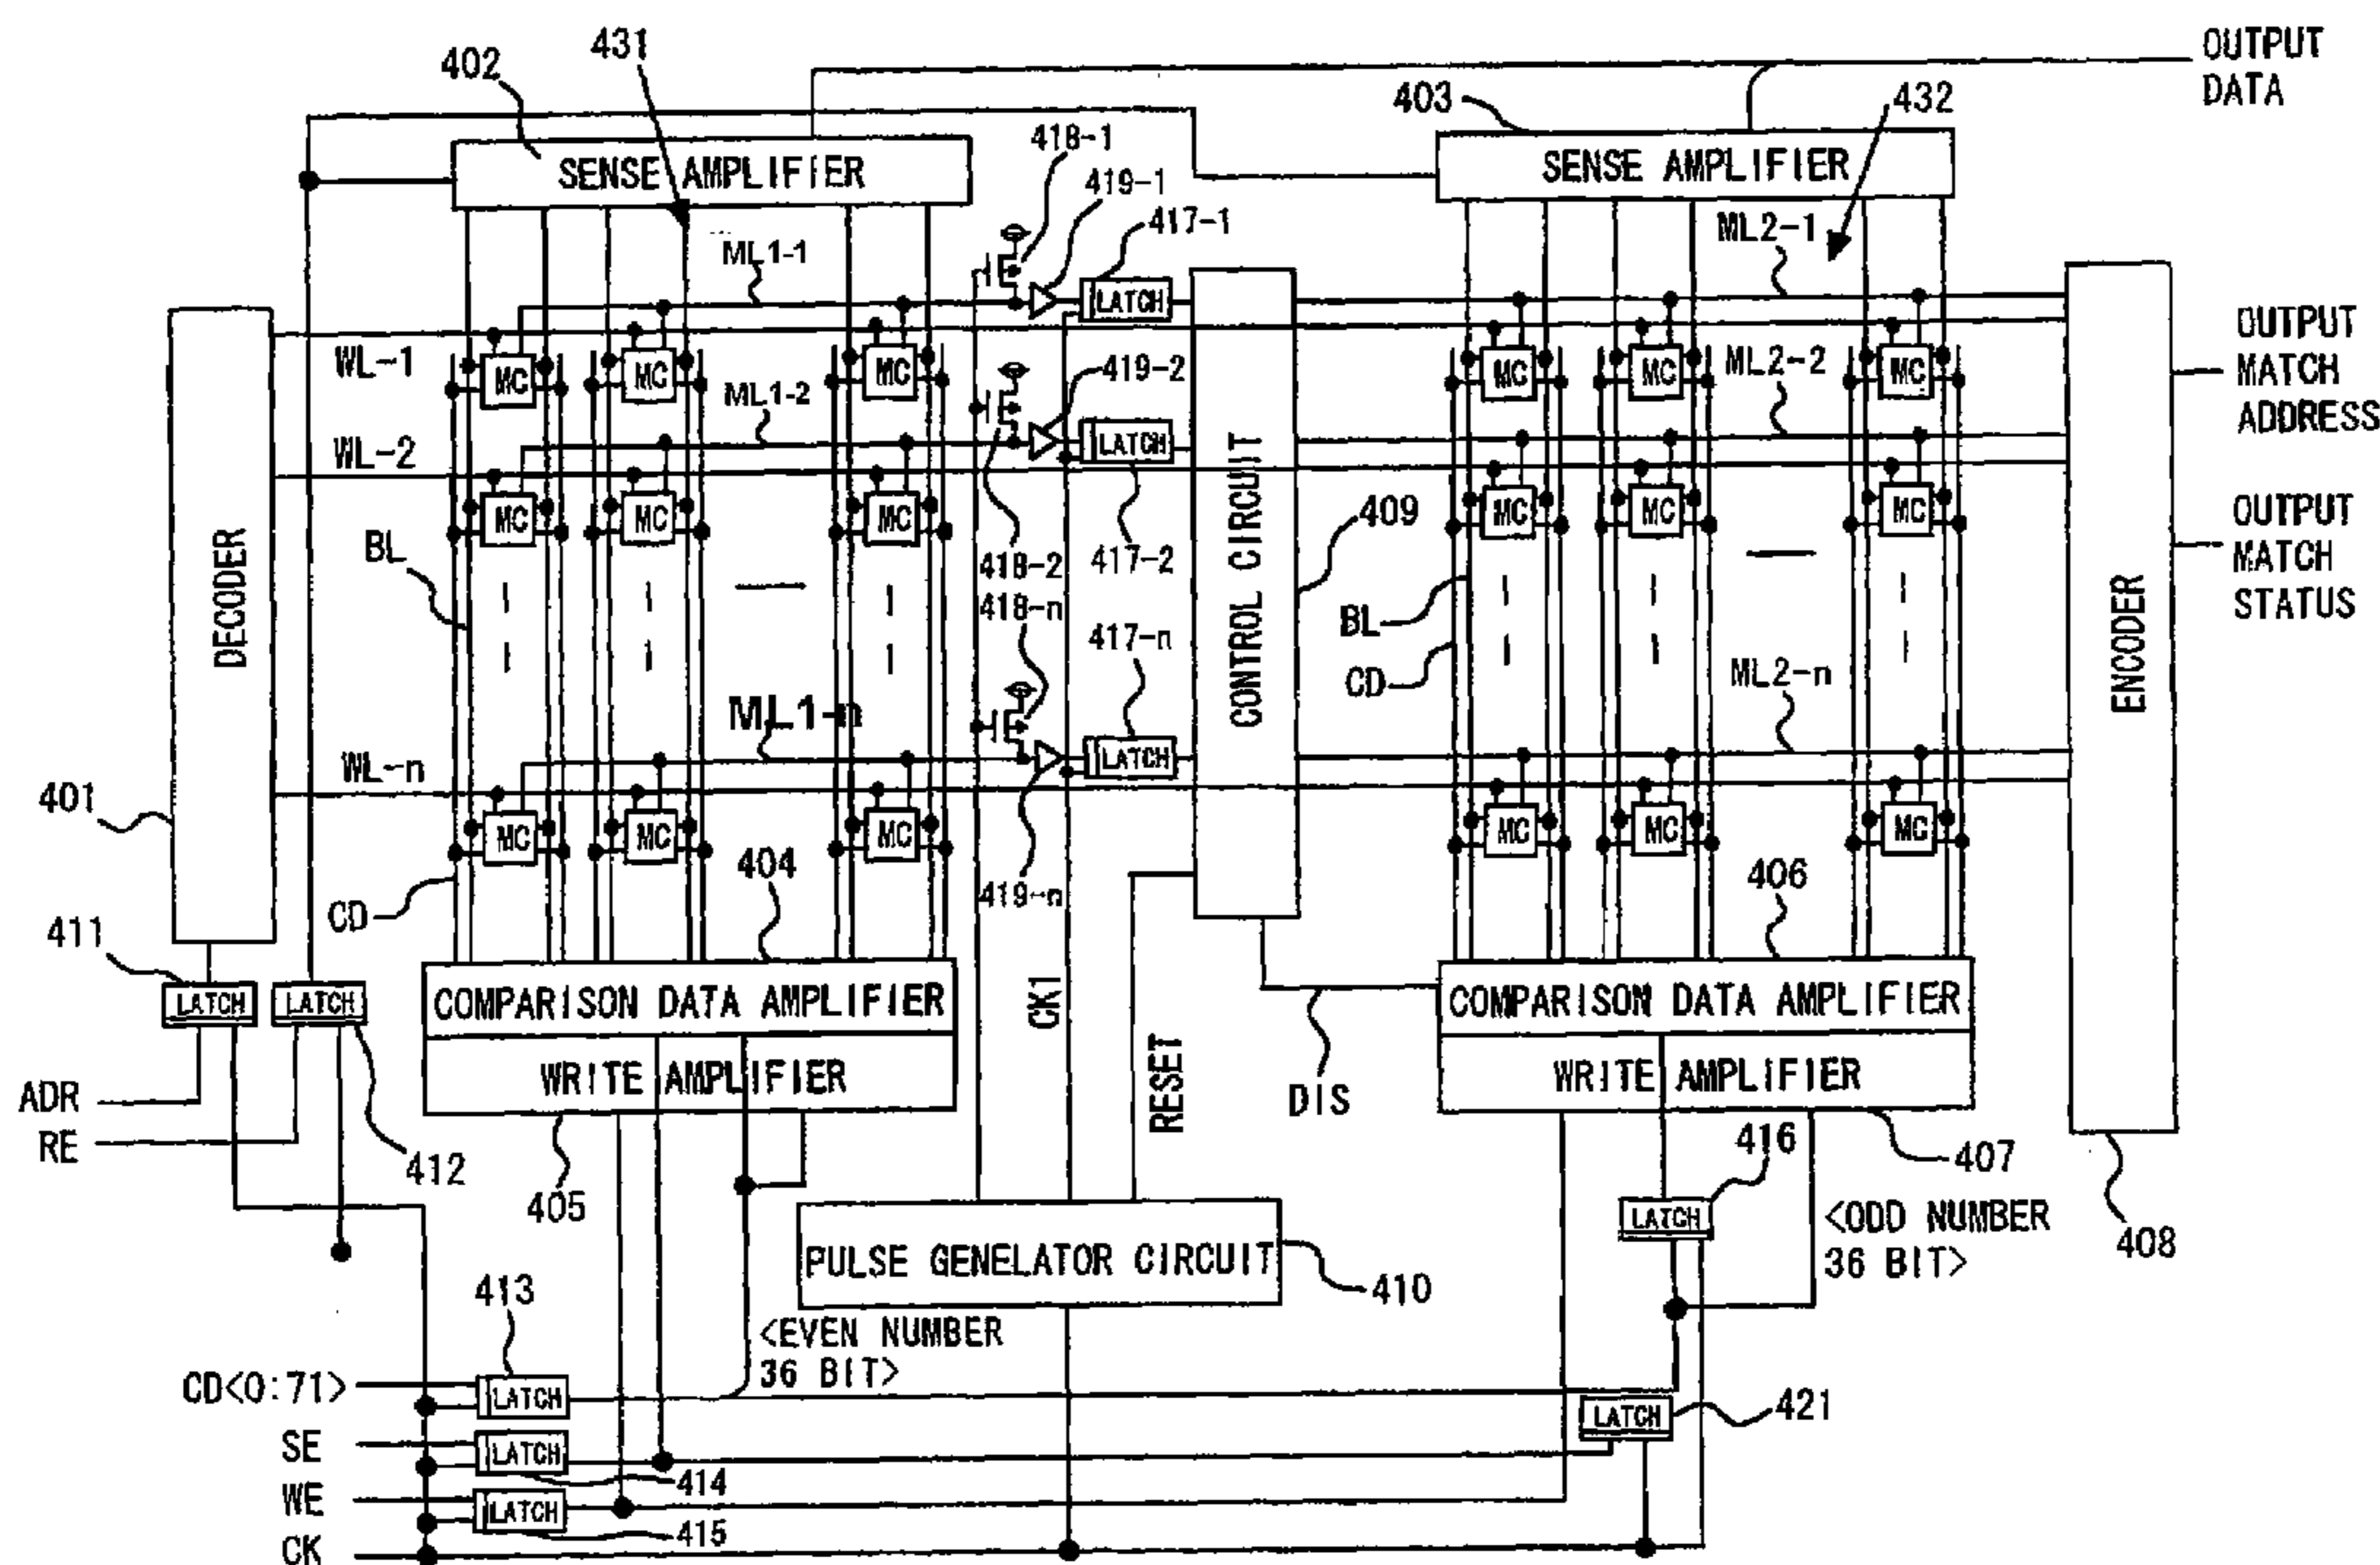 402
431
OUTPUT
DATA
403
432
418-1
SENSE AMPLIFIER
SENSE AMPLIFIER
419-1
417-1
ML2-1
ML1-1
LATCH
OUTPUT
MATCH
ADDRESS
WL-1
MC
MC
MC
419-2
MC
MC
MC
ML2-2
ML1-2
LATCH
WL-2
MC
MC
MC
MC
MC
MC
409
OUTPUT
MATCH
STATUS
BL
418-2
417-2
DECODER
CONTROL CIRCUIT
ENCODER
418-n
BL
417-n
CD
ML2-n
ML1-n
LATCH
WL-n
401
MC
MC
MC
MC
MC
MC
404
419-n
406
CD
411
LATCH
LATCH
COMPARISON DATA AMPLIFIER
CK1
COMPARISON DATA AMPLIFIER
WRITE AMPLIFIER
RESET
DIS
WRITE AMPLIFIER
ADR
RE
412
416
407
405
LATCH
<ODD NUMBER
36 BIT>
408
PULSE GENELATOR CIRCUIT
410
413
<EVEN NUMBER
36 BIT>
CD<0:71>
LATCH
LATCH
421
SE
LATCH
414
WE
LATCH
415
CK